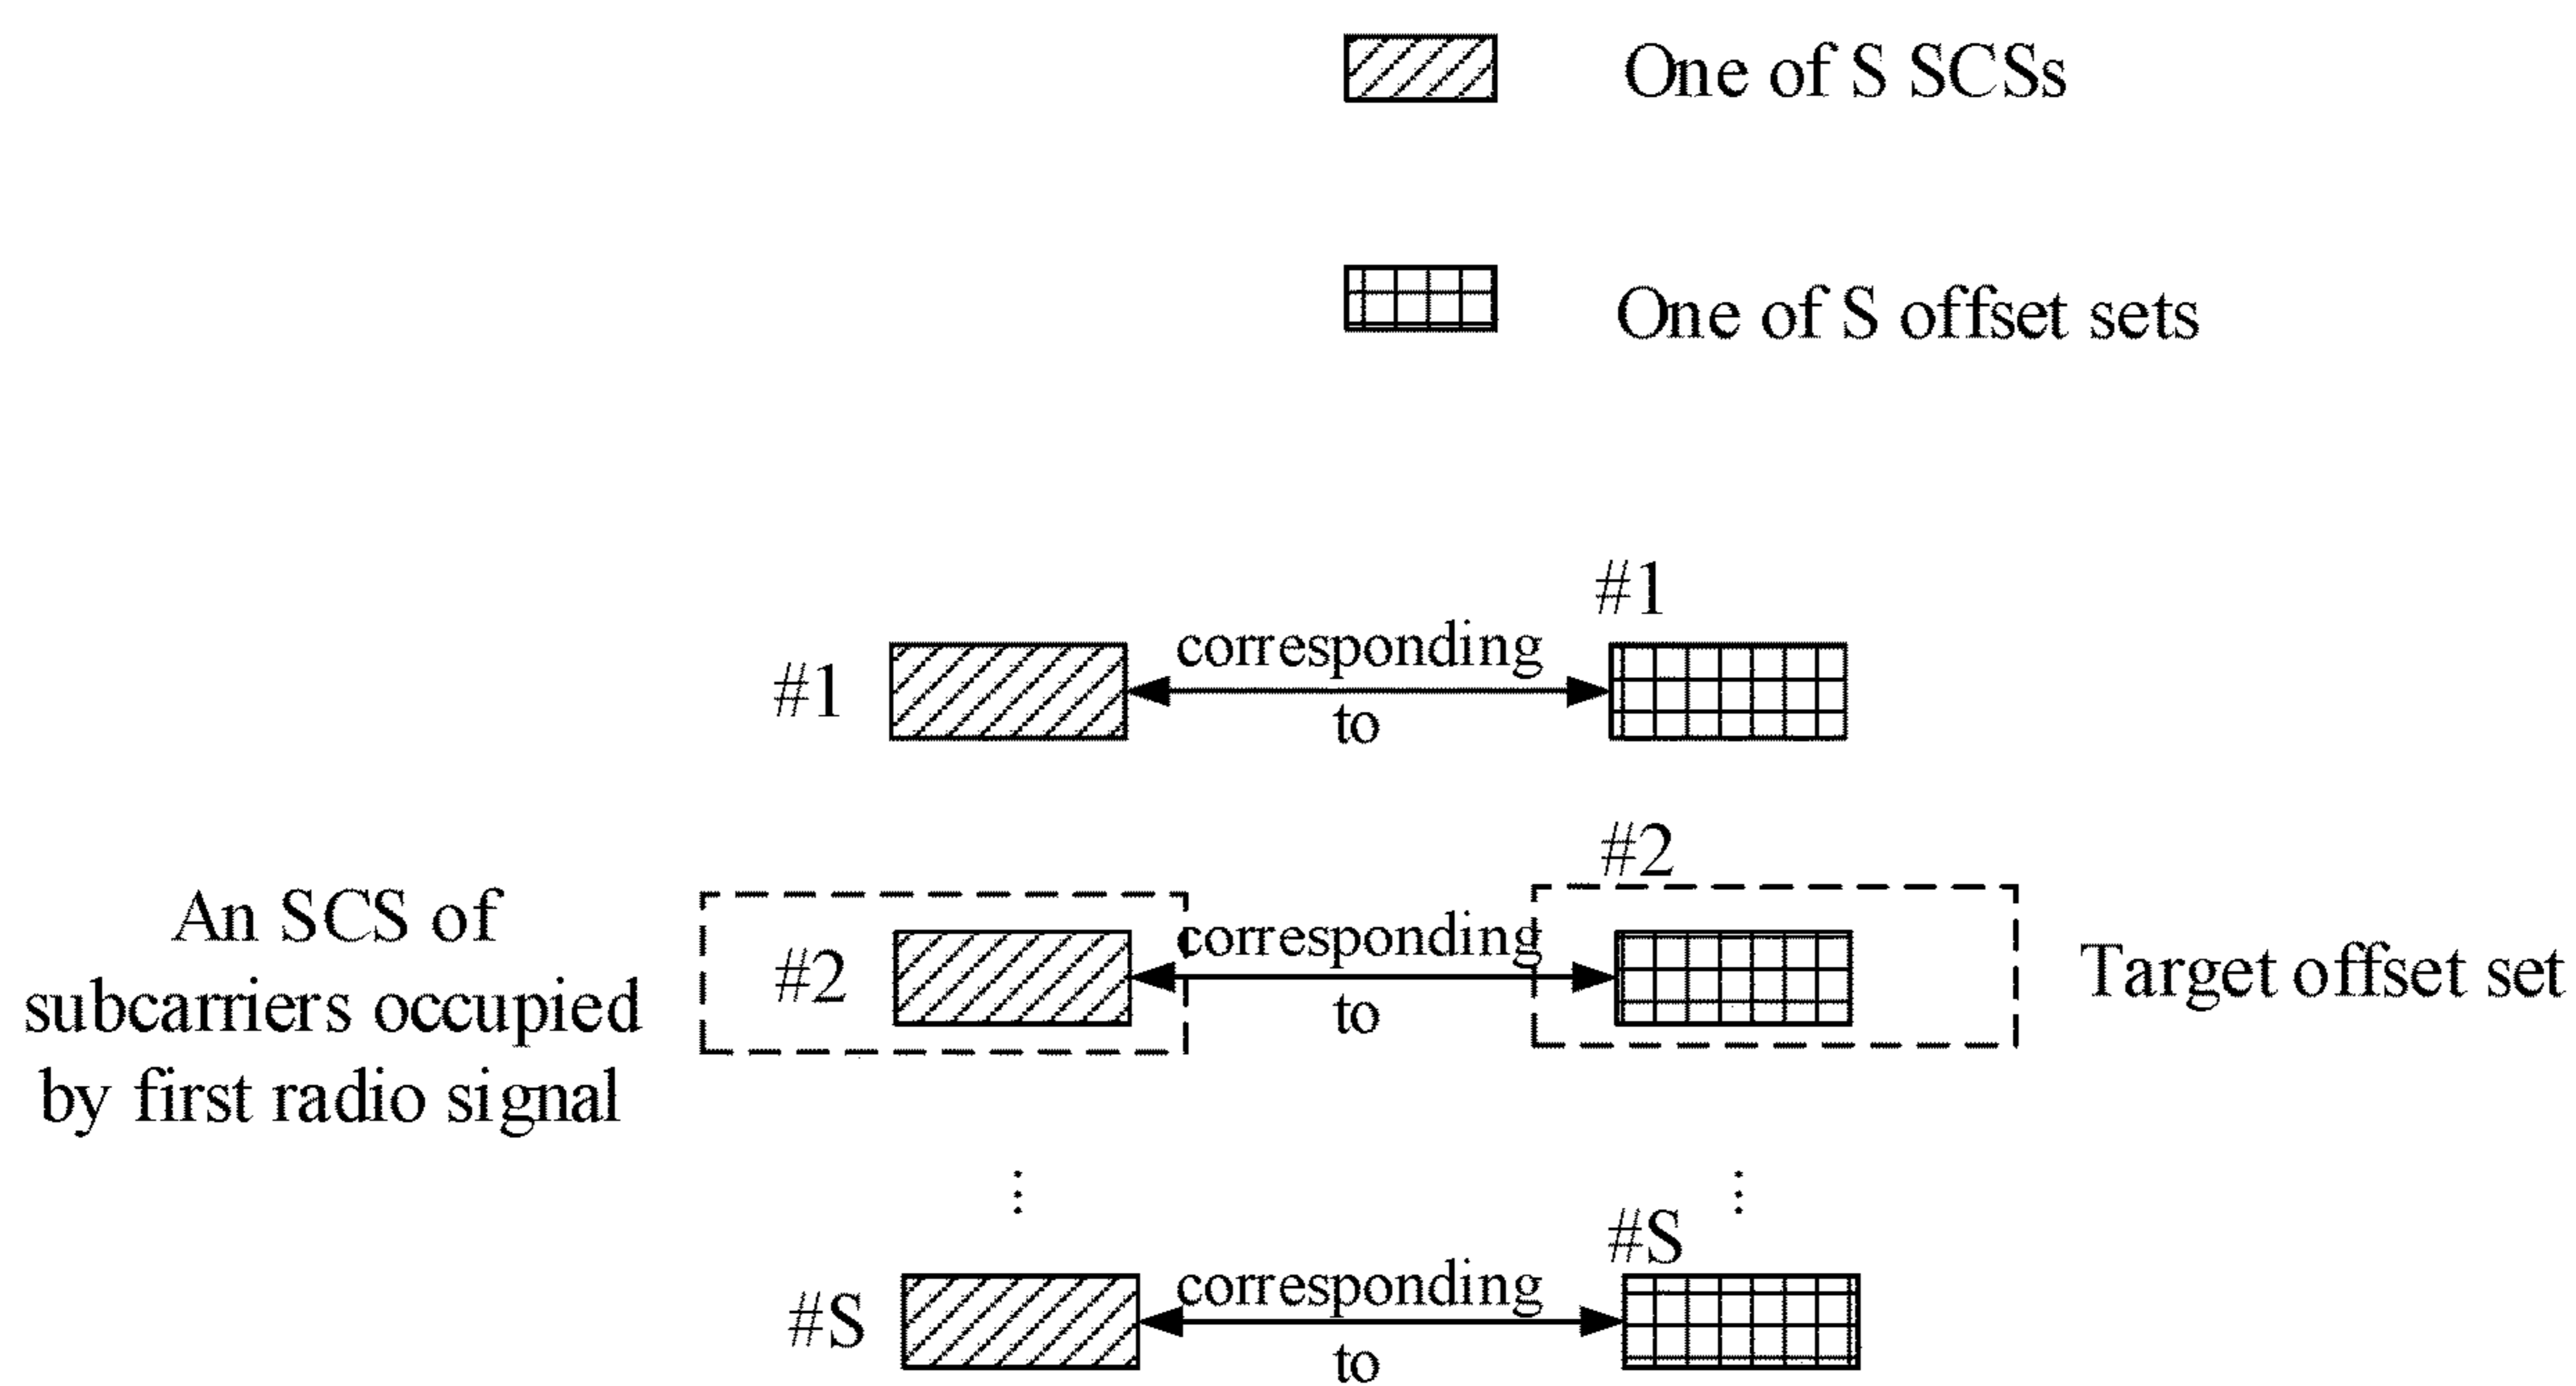 One of S SCSs
One of S offset sets
#1
#1
corresponding
to
#2
An SCS of
subcarriers occupied
by first radio signal
#2
corresponding
to
Target offset set
#S
#S
corresponding
to